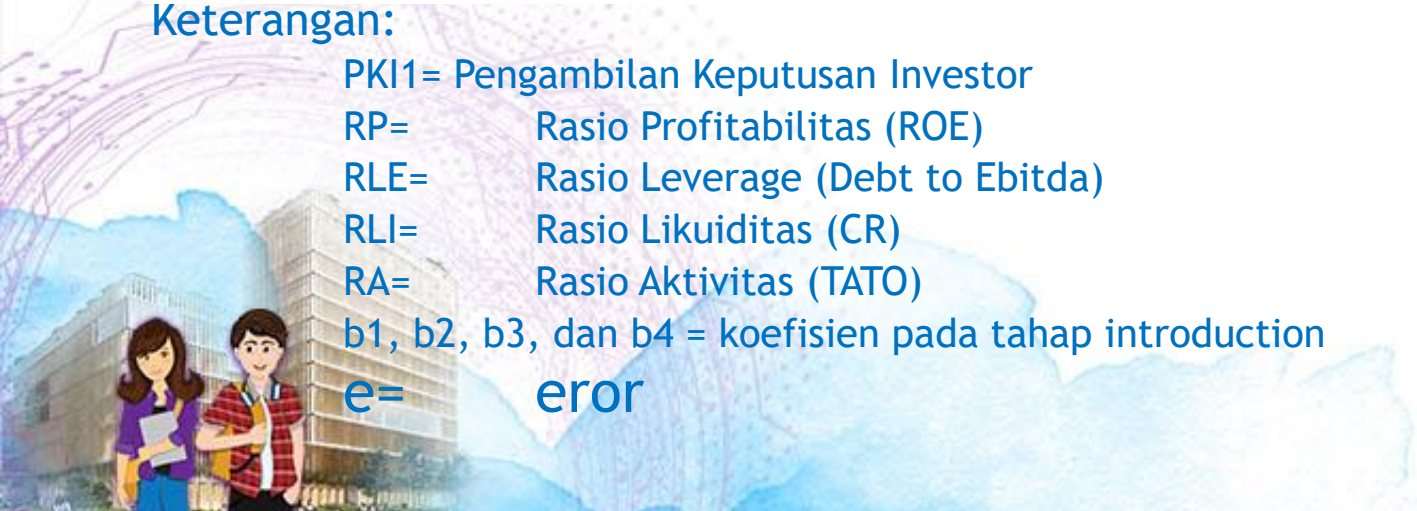 Keterangan:
PKI1= Pengambilan Keputusan Investor
RP= Rasio Profitabilitas (ROE)
RLE= Rasio Leverage (Debt to Ebitda)
RLI= Rasio Likuiditas (CR)
RA= Rasio Aktivitas (TATO)
b1, b2, b3, dan b4 = koefisien pada tahap introduction
e= eror